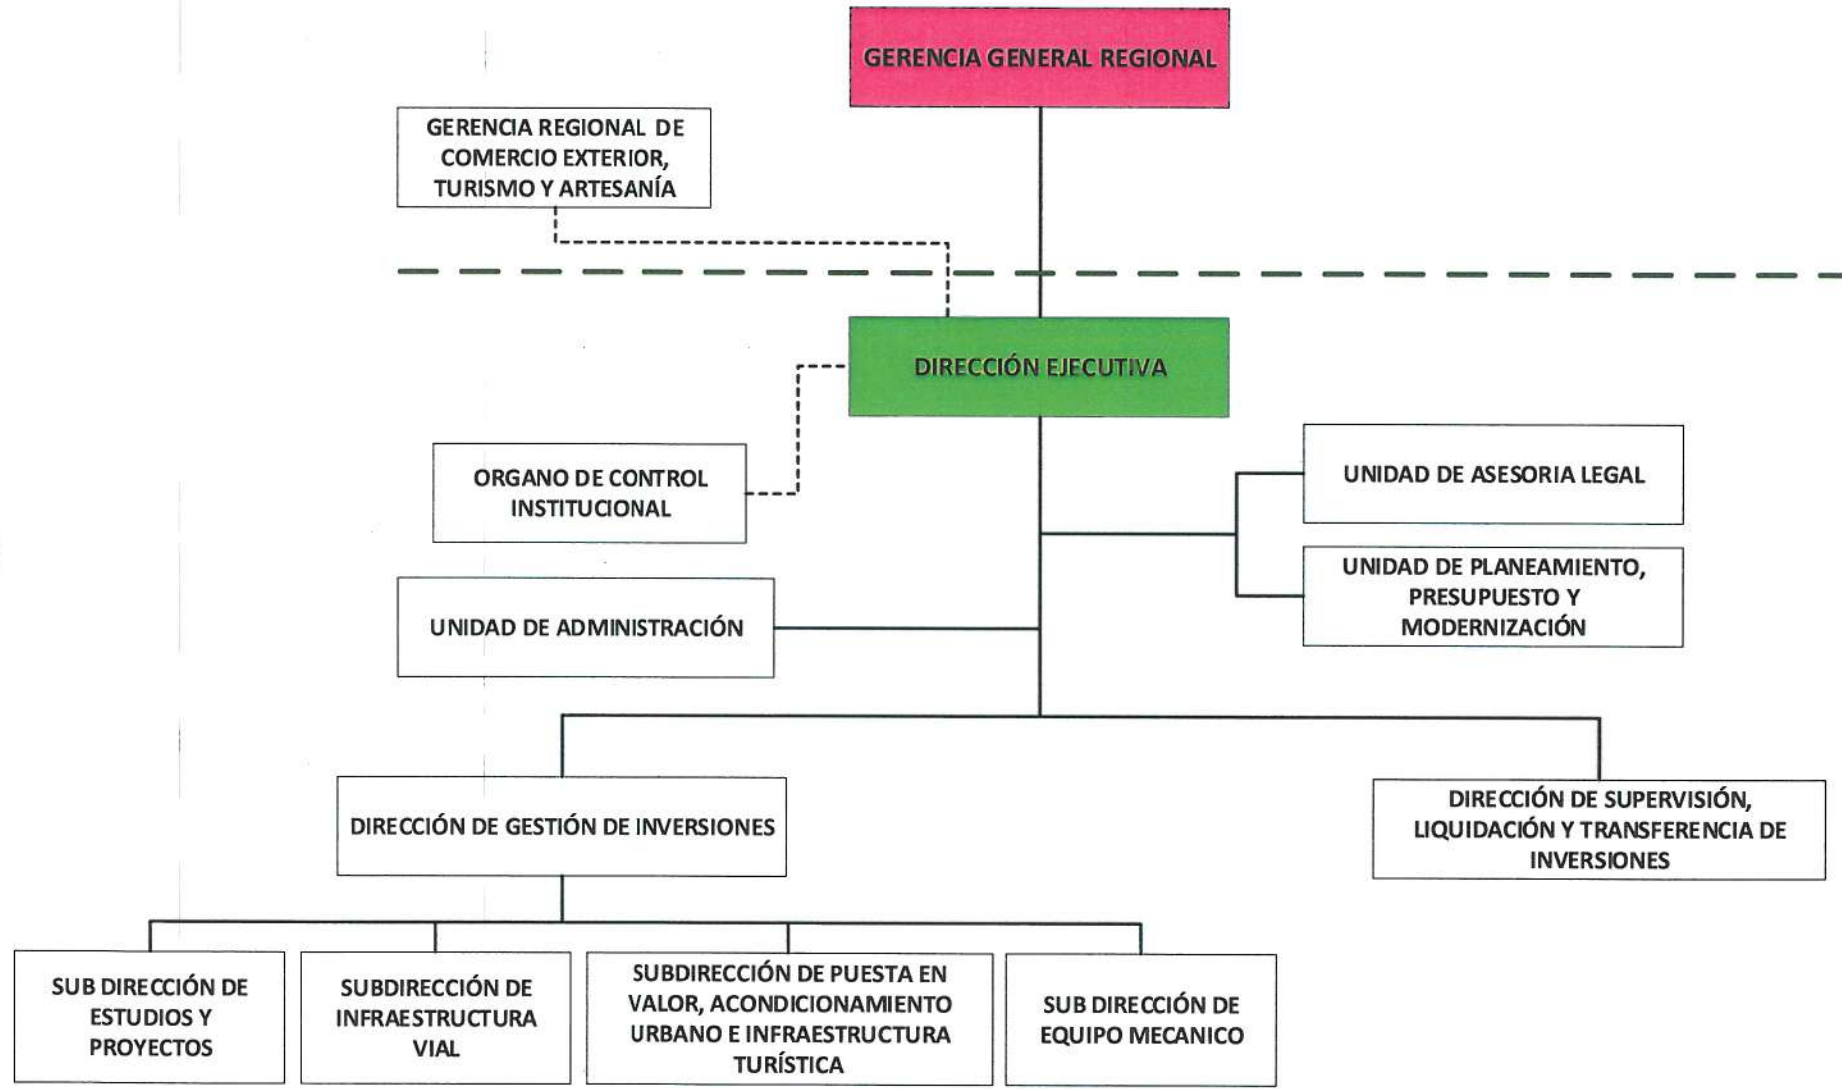 GERENCIA GENERAL REGIONAL
GERENCIA REGIONAL DE
COMERCIO EXTERIOR,
TURISMO Y ARTESANÍA
DIRECCIÓN EJECUTIVA
ORGANO DE CONTROL
INSTITUCIONAL
UNIDAD DE ASESORIA LEGAL
UNIDAD DE PLANEAMIENTO,
PRESUPUESTO Y
MODERNIZACIÓN
UNIDAD DE ADMINISTRACIÓN
DIRECCIÓN DE GESTIÓN DE INVERSIONES
DIRECCIÓN DE SUPERVISIÓN,
LIQUIDACIÓN Y TRANSFERENCIA DE
INVERSIONES
SUB DIRECCIÓN DE
ESTUDIOS Y
PROYECTOS
SUBDIRECCIÓN DE
INFRAESTRUCTURA
VIAL
SUBDIRECCIÓN DE PUESTA EN
VALOR, ACONDICIONAMIENTO
URBANO E INFRAESTRUCTURA
TURÍSTICA
SUB DIRECCIÓN DE
EQUIPO MECANICO